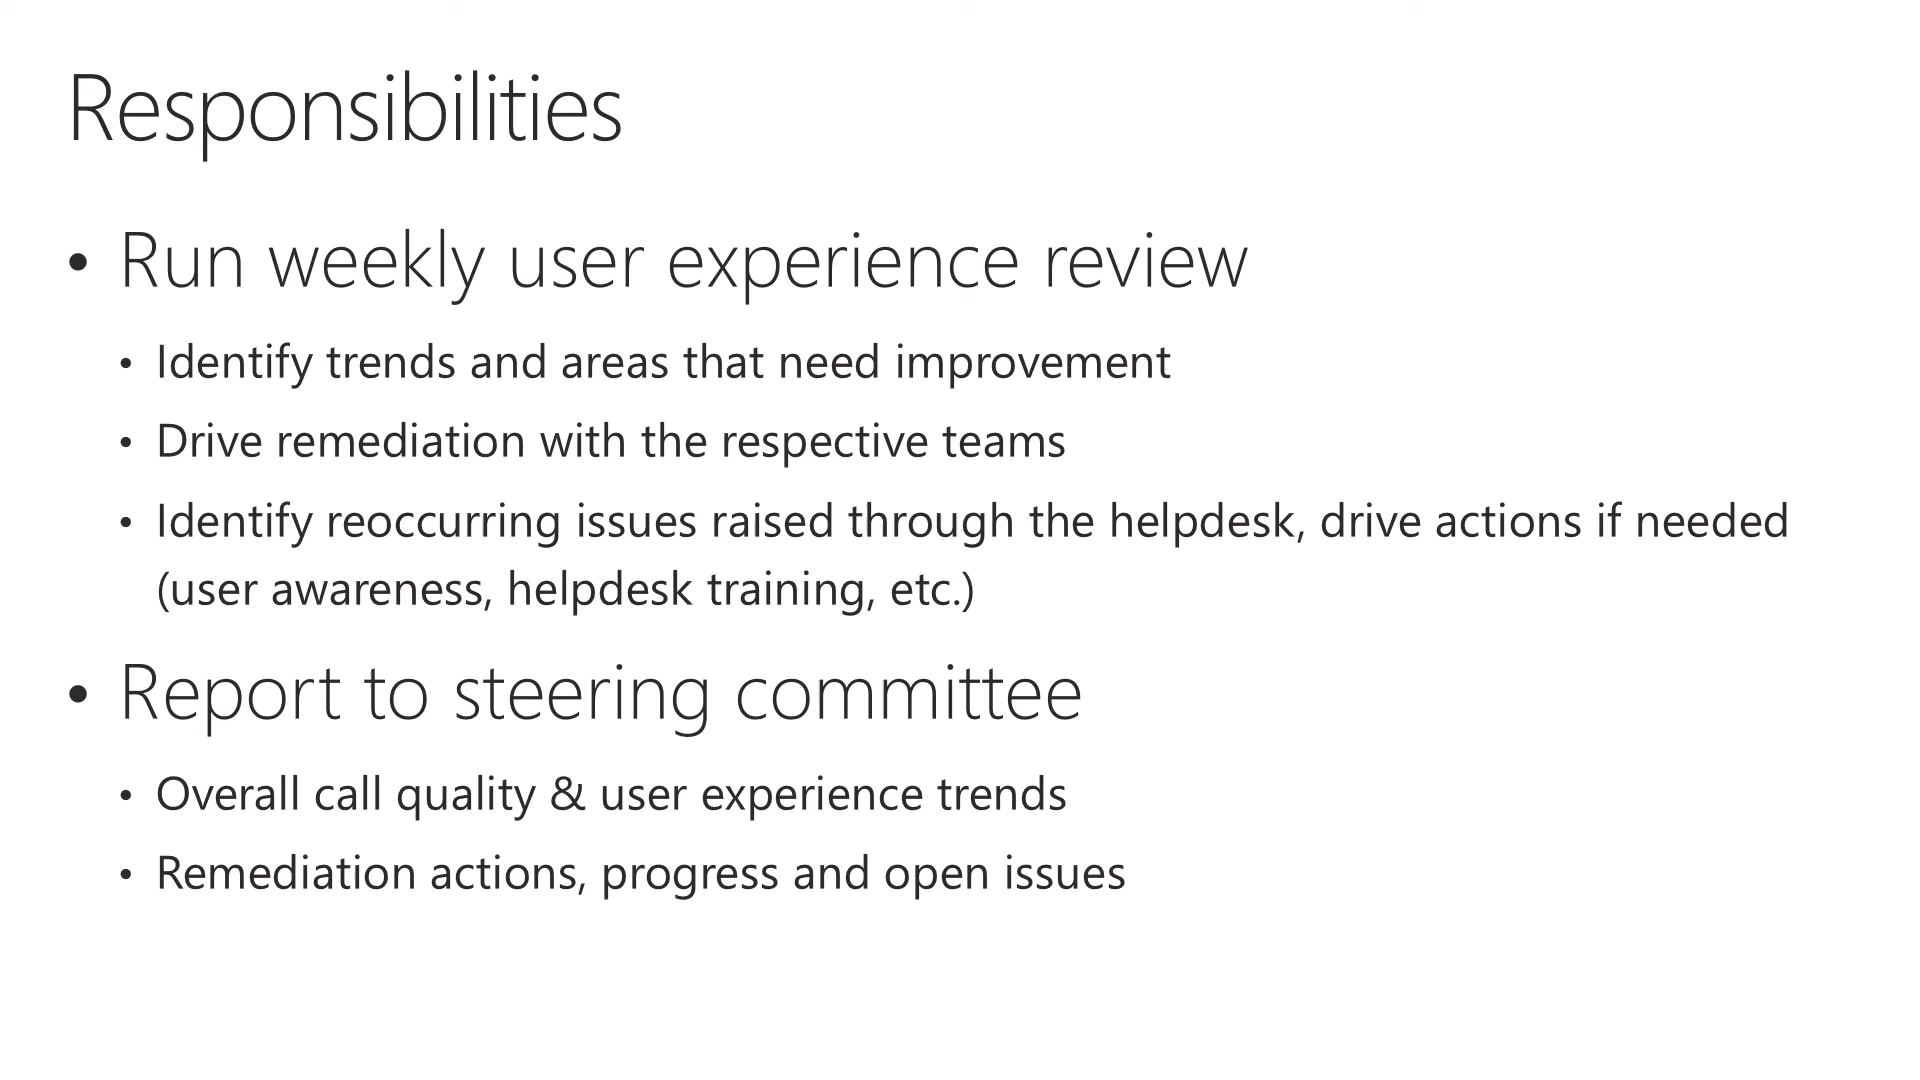 Responsibilities
• Run weekly user experience review
• Identify trends and areas that need improvement
• Drive remediation with the respective teams
• Identify reoccurring issues raised through the helpdesk, drive actions if needed
(user awareness, helpdesk training, etc.)
• Report to steering committee
• Overall call quality & user experience trends
• Remediation actions, progress and open issues